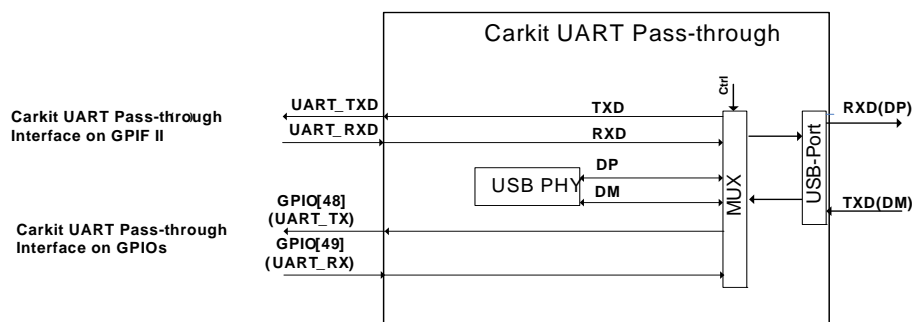 Carkit UART Pass-through
Ctrl
UART_TXD
TXD
RXD(DP)
Carkit UART Pass-through
Interface on GPIF II
UART_RXD
RXD
USB-Port
DP
USB PHY
DM
MUX
TXD(DM)
GPIO[48]
(UART_TX)
Carkit UART Pass-through
Interface on GPIOs
GPIO[49]
(UART_RX)